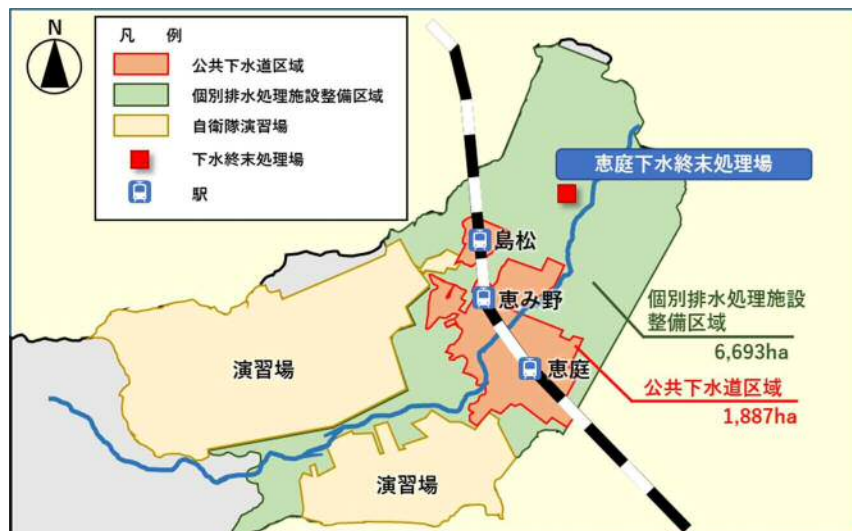 N
凡 例
公共下水道区域
個別排水処理施設整備区域
自衛隊演習場
下水終末処理場
駅
恵庭下水終末処理場
島松
恵み野
個別排水処理施設
整備区域
6,693ha
演習場
恵庭
公共下水道区域
1,887ha
演習場